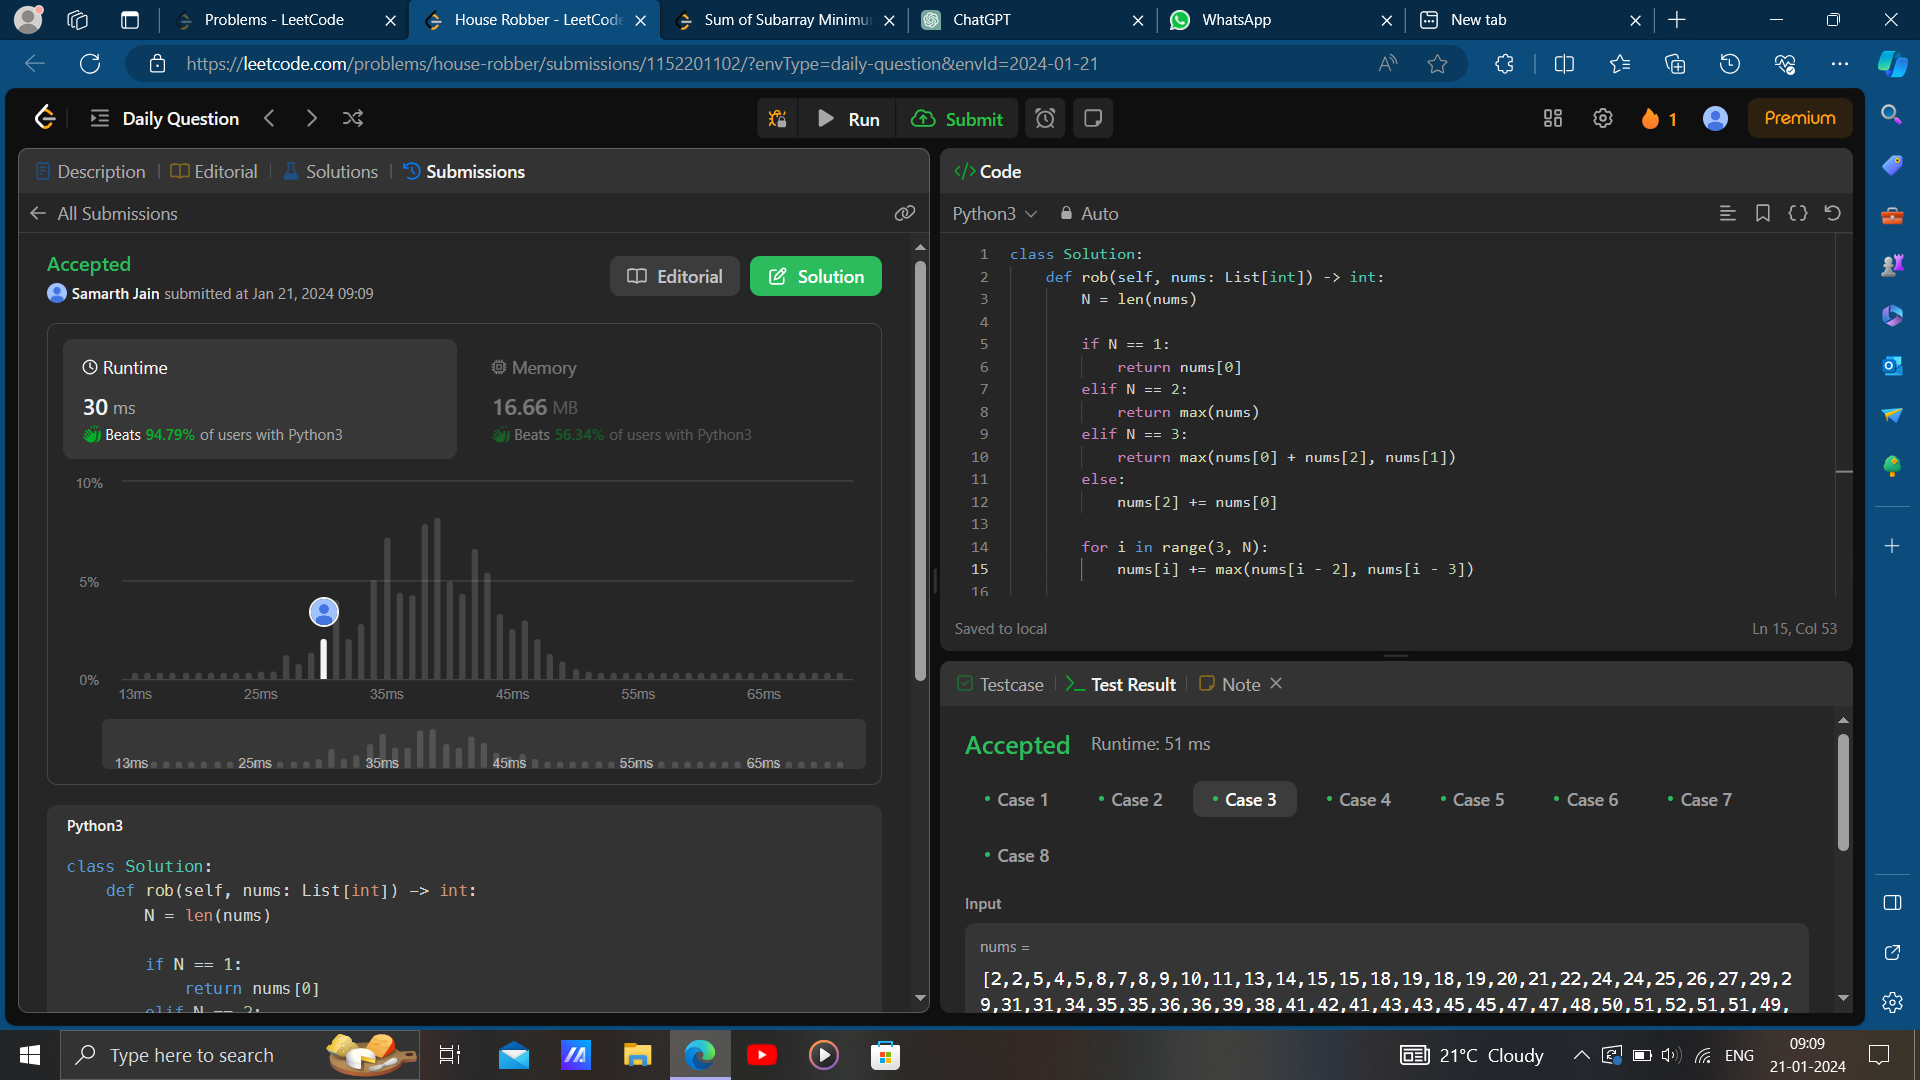 Problems - LeetCode
House Robber - LeetCode
Sum of Subarray Minimu
ChatGPT
WhatsApp
New tab
https://leetcode.com/problems/house-robber/submissions/1152201102/?envType=daily-question&envId=2024-01-21
Daily Question
Run
Submit
1
Premium
Description
Editorial
Solutions
Submissions
All Submissions
Accepted
Samarth Jain submitted at Jan 21, 2024 09:09
Editorial
Solution
Runtime
30 ms
Beats 94.79% of users with Python3
Memory
16.66 MB
Beats 56.34% of users with Python3
10%
5%
0%
13ms 25ms 35ms 45ms 55ms 65ms
13ms 25ms 35ms 45ms 55ms 65ms
Python3
class Solution:
    def rob(self, nums: List[int]) -> int:
        N = len(nums)
        if N == 1:
            return nums[0]
        elif N == 2:
</> Code
Python3
Auto
1 class Solution:
2     def rob(self, nums: List[int]) -> int:
3         N = len(nums)
4
5         if N == 1:
6             return nums[0]
7         elif N == 2:
8             return max(nums)
9         elif N == 3:
10             return max(nums[0] + nums[2], nums[1])
11         else:
12             nums[2] += nums[0]
13
14         for i in range(3, N):
15             nums[i] += max(nums[i - 2], nums[i - 3])
16
Saved to local
Ln 15, Col 53
Testcase
Test Result
Note
Accepted Runtime: 51 ms
Case 1
Case 2
Case 3
Case 4
Case 5
Case 6
Case 7
Case 8
Input
nums =
[2,2,5,4,5,8,7,8,9,10,11,13,14,15,15,18,19,18,19,20,21,22,24,24,25,26,27,29,2
9,31,31,34,35,35,36,36,39,38,41,42,41,43,43,45,45,47,47,48,50,51,52,51,51,49,
Type here to search
21°C Cloudy
ENG
09:09
21-01-2024